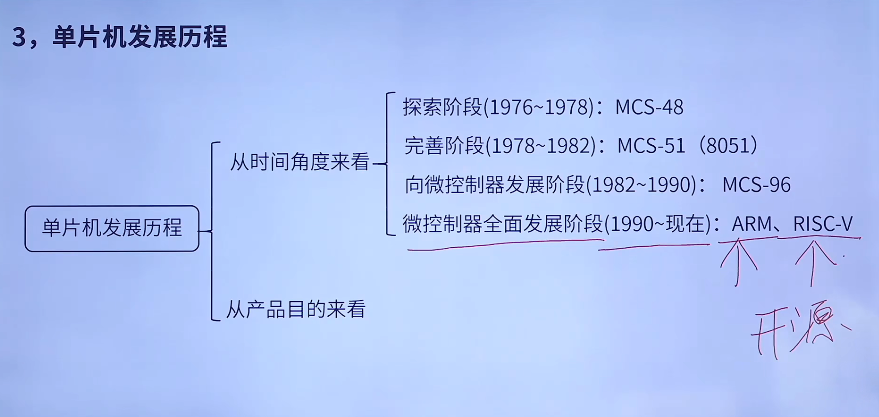 3，单片机发展历程
探索阶段(1976~1978)：MCS-48
完善阶段(1978~1982)：MCS-51（8051）
从时间角度来看
向微控制器发展阶段(1982~1990)： MCS-96
微控制器全面发展阶段(1990~现在)：ARM、RISC-V
单片机发展历程
从产品目的来看
开源、